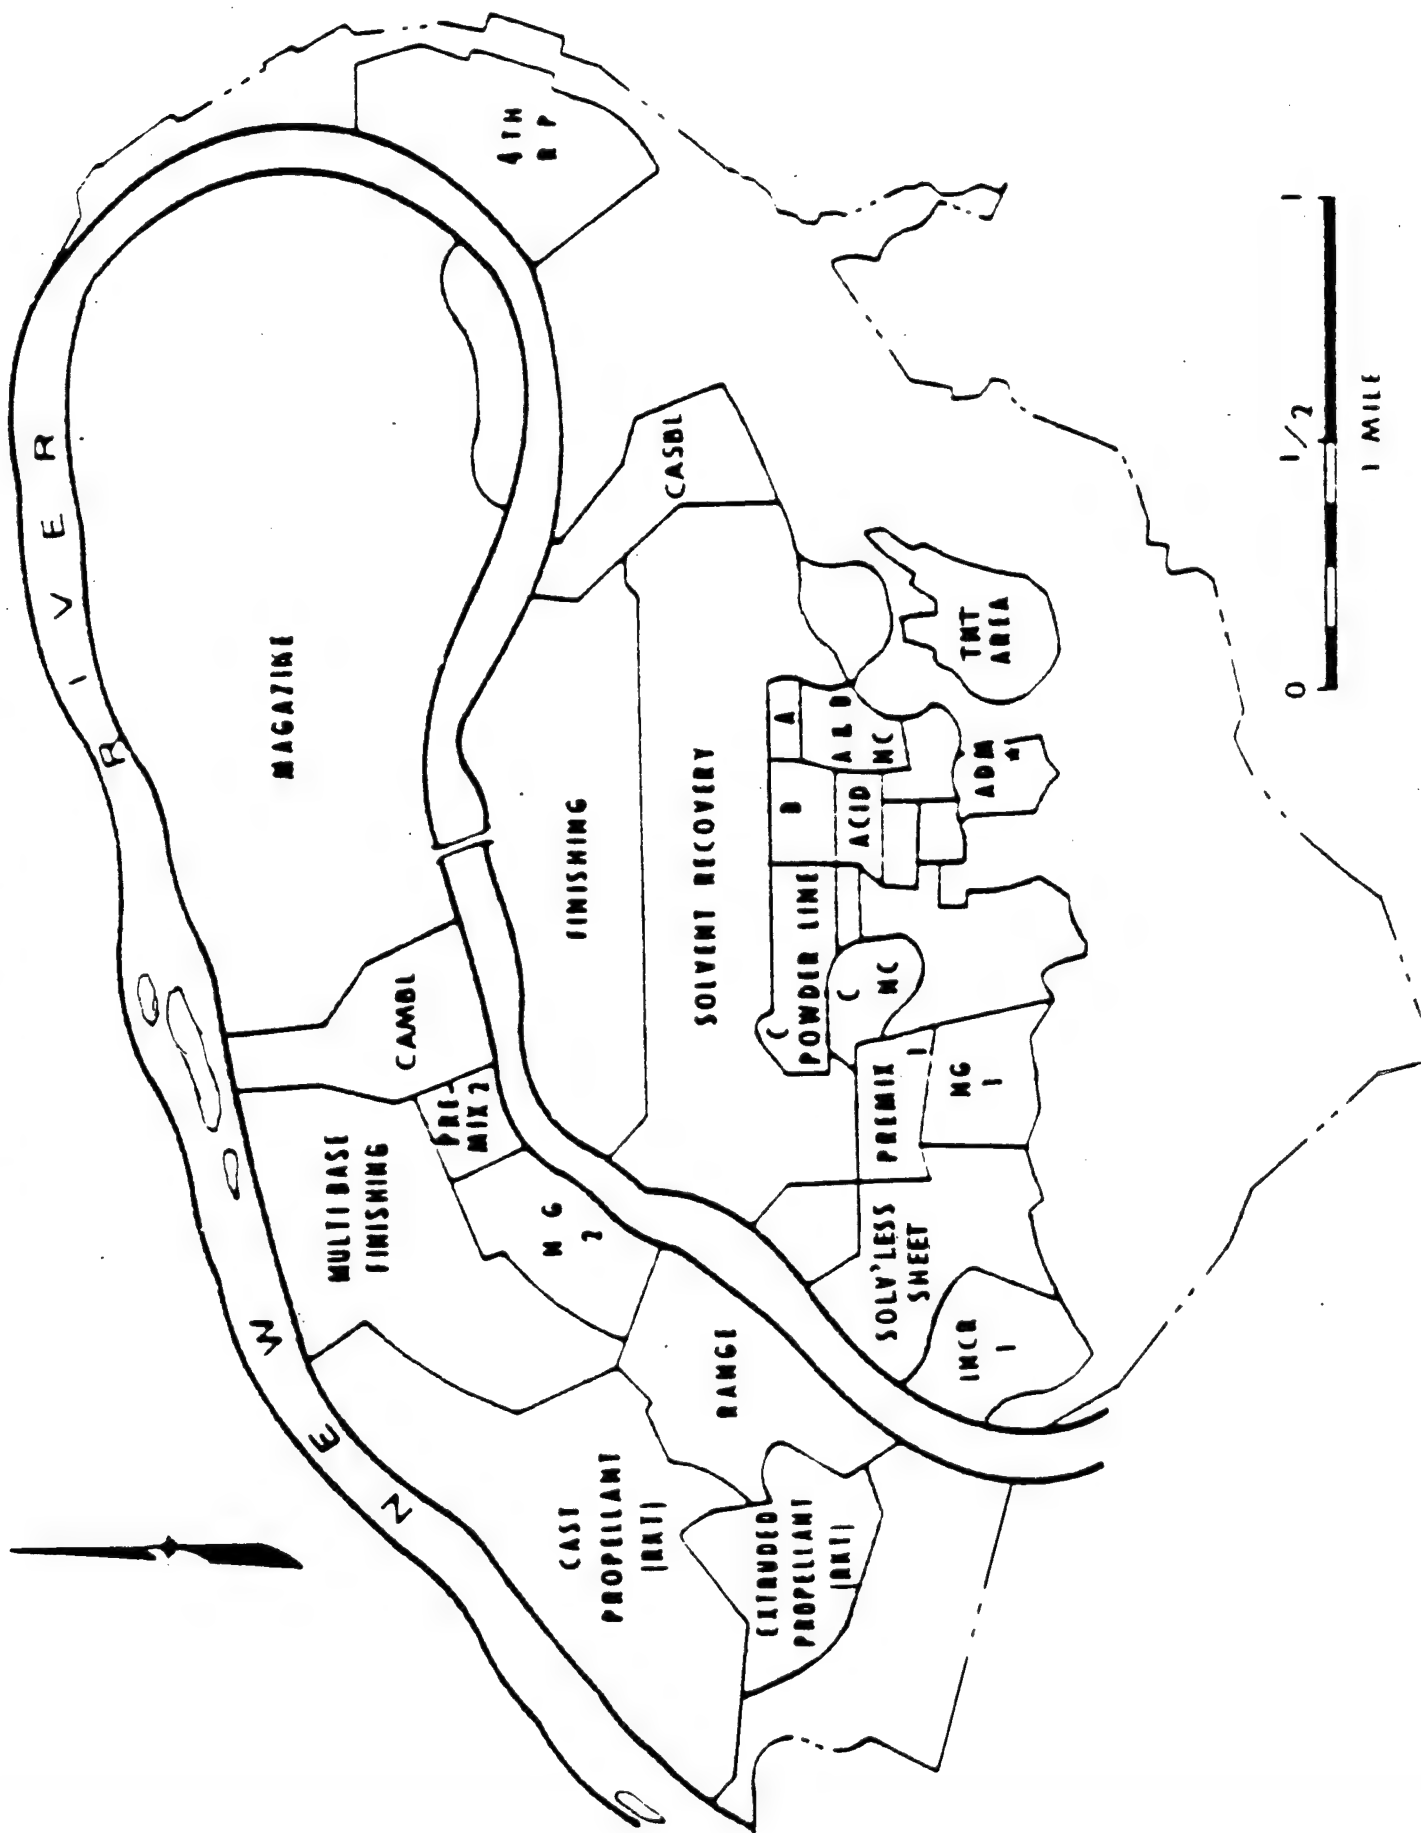 NEW RIVER
4TH
R P
MAGAZINE
CASBL
FINISHING
SOLVENT RECOVERY
CAMBL
PRE-
MIX 2
MULTI BASE
FINISHING
N G
2
RANGE
CAST
PROPELLANT
(RKT)
EXTRUDED
PROPELLANT
(RKT)
A
A & B
NC
B
ACID
C
POWDER LINE
C
NC
TNT
AREA
ADM
PREMIX 1
NG
1
SOLV'LESS
SHEET
INCR
1
0 1/2 1
1 MILE